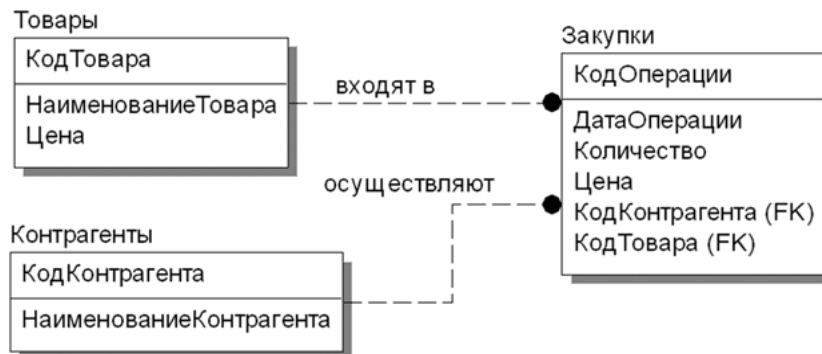 Товары
КодТовара
НаименованиеТовара
Цена
входят в
Закупки
КодОперации
ДатаОперации
Количество
Цена
КодКонтрагента (FK)
КодТовара (FK)
осуществляют
Контрагенты
КодКонтрагента
НаименованиеКонтрагента